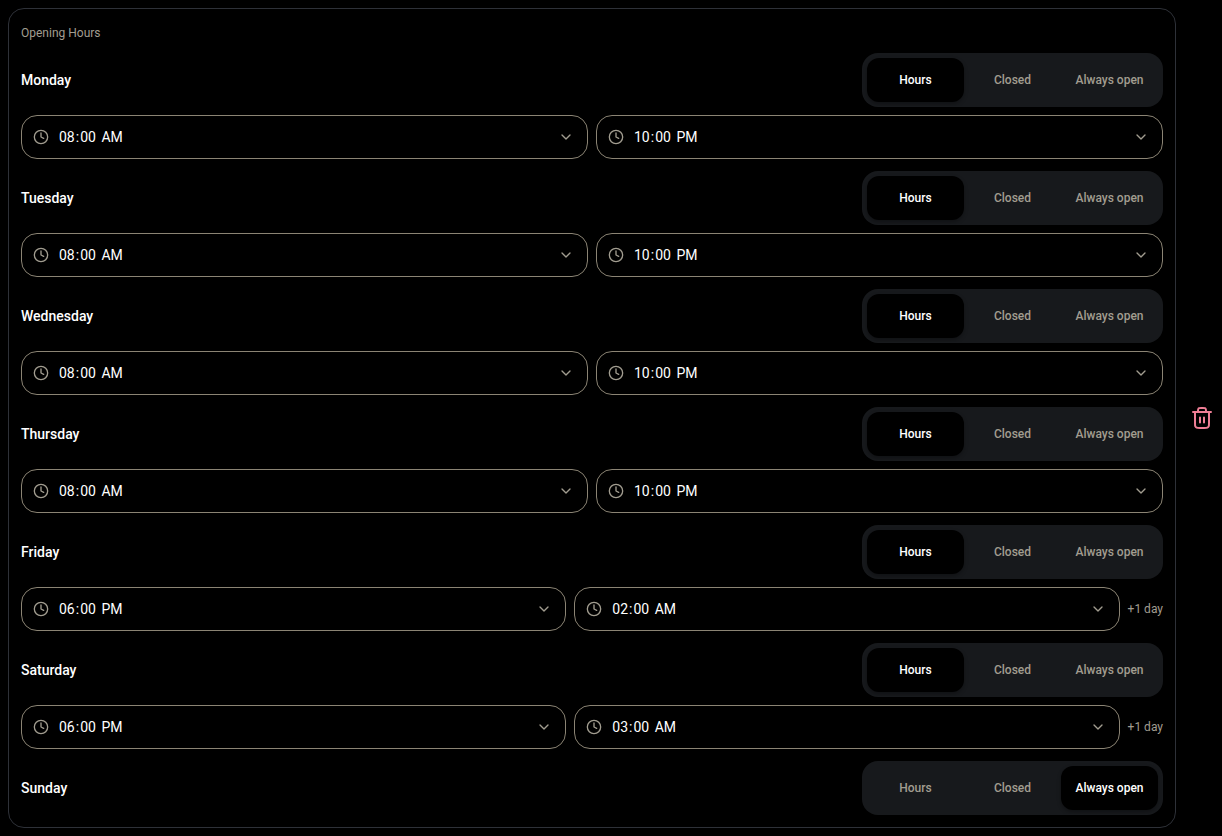 Opening Hours
Monday Hours Closed Always open
08:00 AM 10:00 PM
Tuesday Hours Closed Always open
08:00 AM 10:00 PM
Wednesday Hours Closed Always open
08:00 AM 10:00 PM
Thursday Hours Closed Always open
08:00 AM 10:00 PM
Friday Hours Closed Always open
06:00 PM 02:00 AM +1 day
Saturday Hours Closed Always open
06:00 PM 03:00 AM +1 day
Sunday Hours Closed Always open